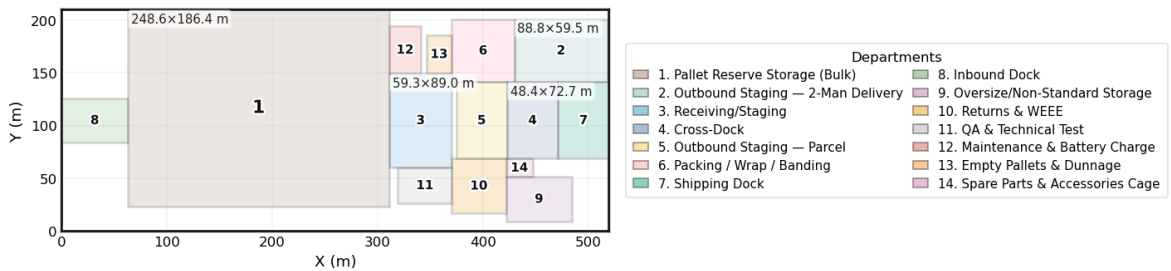 200
150
100
50
0
Y (m)
0
100
200
300
400
500
X (m)
248.6×186.4 m
88.8×59.5 m
59.3×89.0 m
48.4×72.7 m
12
13
6
2
1
8
3
5
4
7
14
11
10
9
Departments
1. Pallet Reserve Storage (Bulk)
2. Outbound Staging — 2-Man Delivery
3. Receiving/Staging
4. Cross-Dock
5. Outbound Staging — Parcel
6. Packing / Wrap / Banding
7. Shipping Dock
8. Inbound Dock
9. Oversize/Non-Standard Storage
10. Returns & WEEE
11. QA & Technical Test
12. Maintenance & Battery Charge
13. Empty Pallets & Dunnage
14. Spare Parts & Accessories Cage